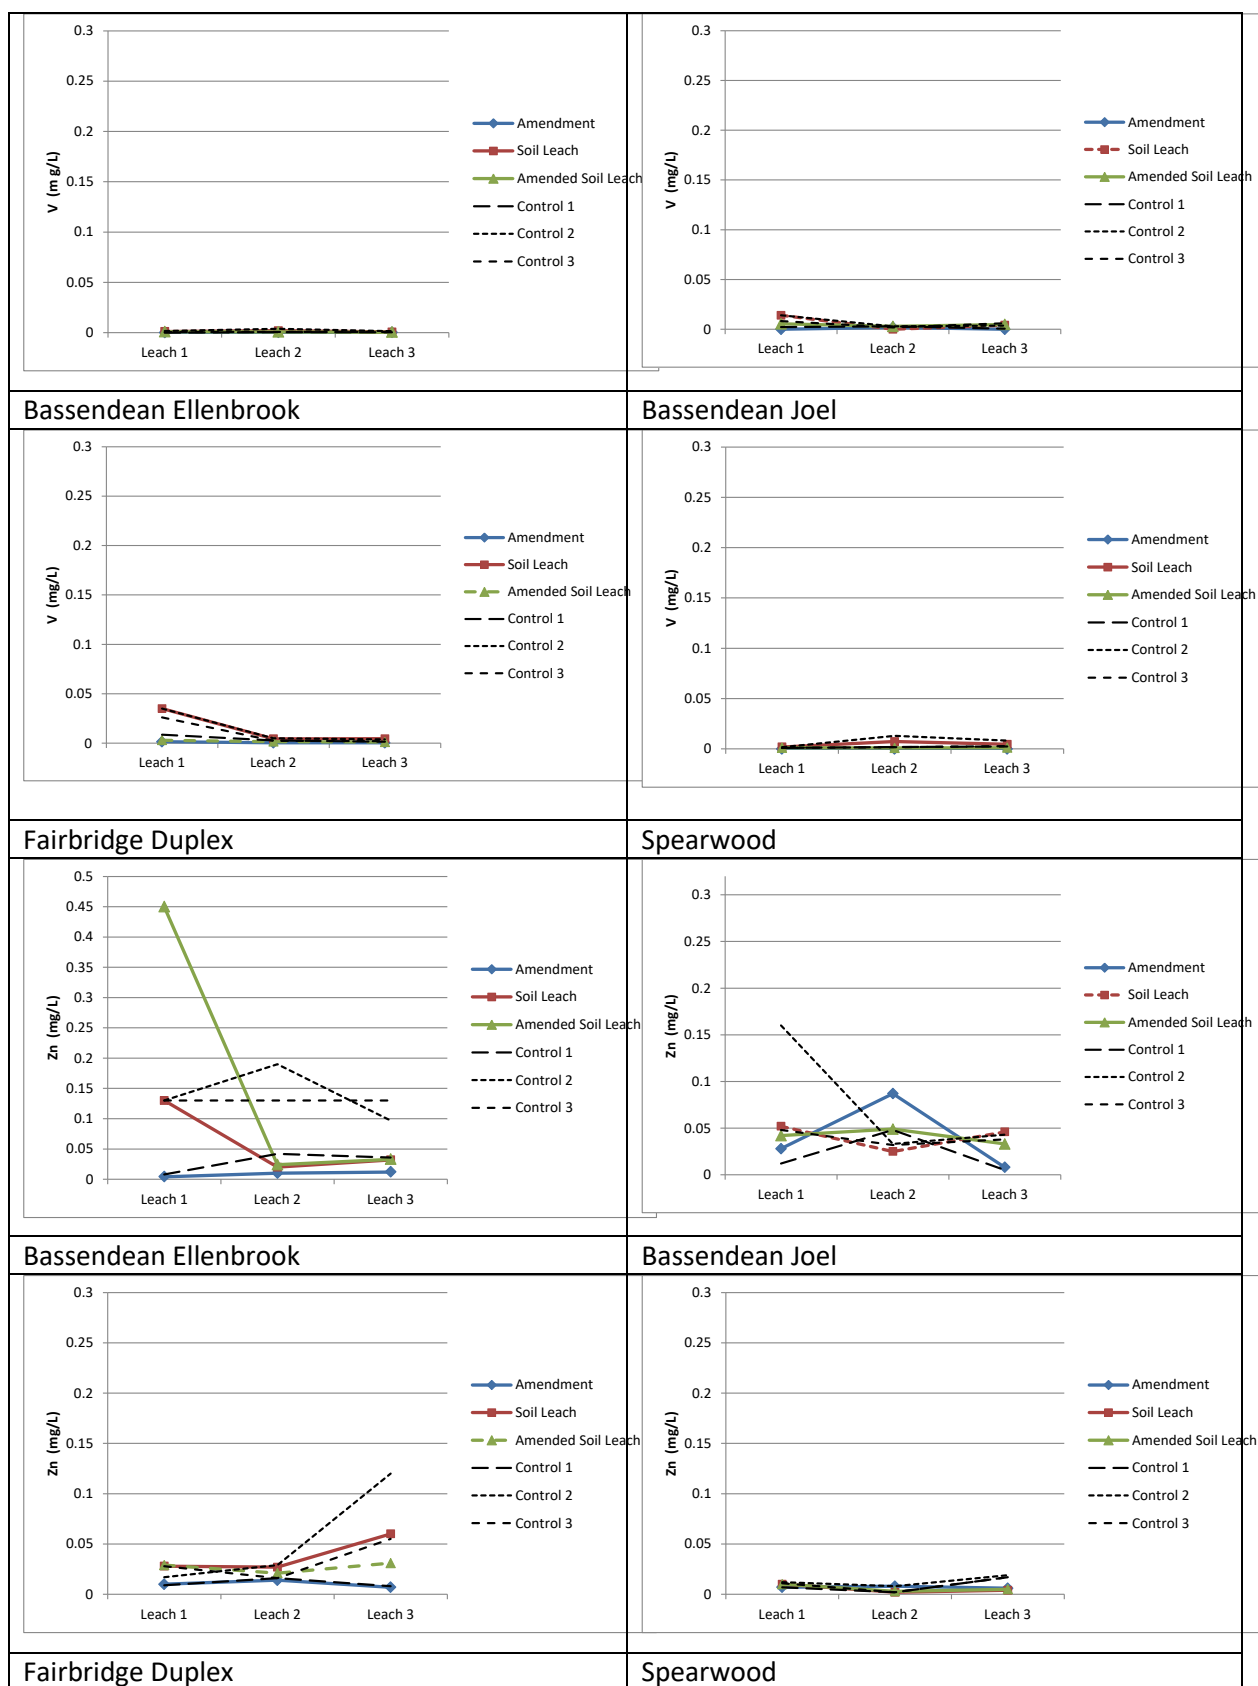 0.3
0.25
0.2
0.15
0.1
0.05
0
V (m g/L)
Leach 1 Leach 2 Leach 3
Amendment
Soil Leach
Amended Soil Leach
Control 1
Control 2
Control 3
0.3
0.25
0.2
0.15
0.1
0.05
0
V (mg/L)
Leach 1 Leach 2 Leach 3
Amendment
Soil Leach
Amended Soil Leach
Control 1
Control 2
Control 3
Bassendean Ellenbrook
Bassendean Joel
0.3
0.25
0.2
0.15
0.1
0.05
0
V (mg/L)
Leach 1 Leach 2 Leach 3
Amendment
Soil Leach
Amended Soil Leach
Control 1
Control 2
Control 3
0.3
0.25
0.2
0.15
0.1
0.05
0
V (mg/L)
Leach 1 Leach 2 Leach 3
Amendment
Soil Leach
Amended Soil Leach
Control 1
Control 2
Control 3
Fairbridge Duplex
Spearwood
0.5
0.45
0.4
0.35
0.3
0.25
0.2
0.15
0.1
0.05
0
Zn (mg/L)
Leach 1 Leach 2 Leach 3
Amendment
Soil Leach
Amended Soil Leach
Control 1
Control 2
Control 3
0.3
0.25
0.2
0.15
0.1
0.05
0
Zn (mg/L)
Leach 1 Leach 2 Leach 3
Amendment
Soil Leach
Amended Soil Leach
Control 1
Control 2
Control 3
Bassendean Ellenbrook
Bassendean Joel
0.3
0.25
0.2
0.15
0.1
0.05
0
Zn (mg/L)
Leach 1 Leach 2 Leach 3
Amendment
Soil Leach
Amended Soil Leach
Control 1
Control 2
Control 3
0.3
0.25
0.2
0.15
0.1
0.05
0
Zn (mg/L)
Leach 1 Leach 2 Leach 3
Amendment
Soil Leach
Amended Soil Leach
Control 1
Control 2
Control 3
Fairbridge Duplex
Spearwood